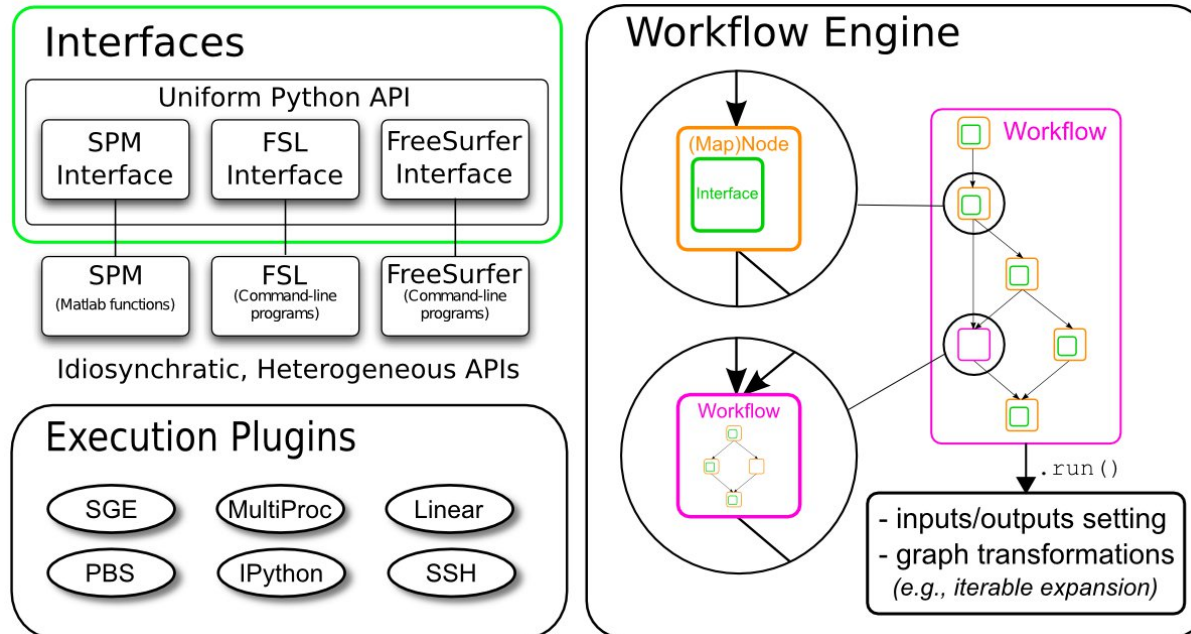 Interfaces
Uniform Python API
SPM
Interface
FSL
Interface
FreeSurfer
Interface
SPM
(Matlab functions)
FSL
(Command-line
programs)
FreeSurfer
(Command-line
programs)
Idiosynchratic, Heterogeneous APIs
Execution Plugins
SGE
MultiProc
Linear
PBS
IPython
SSH
Workflow Engine
(Map)Node
Interface
Workflow
Workflow
.run()
- inputs/outputs setting
- graph transformations
(e.g., iterable expansion)